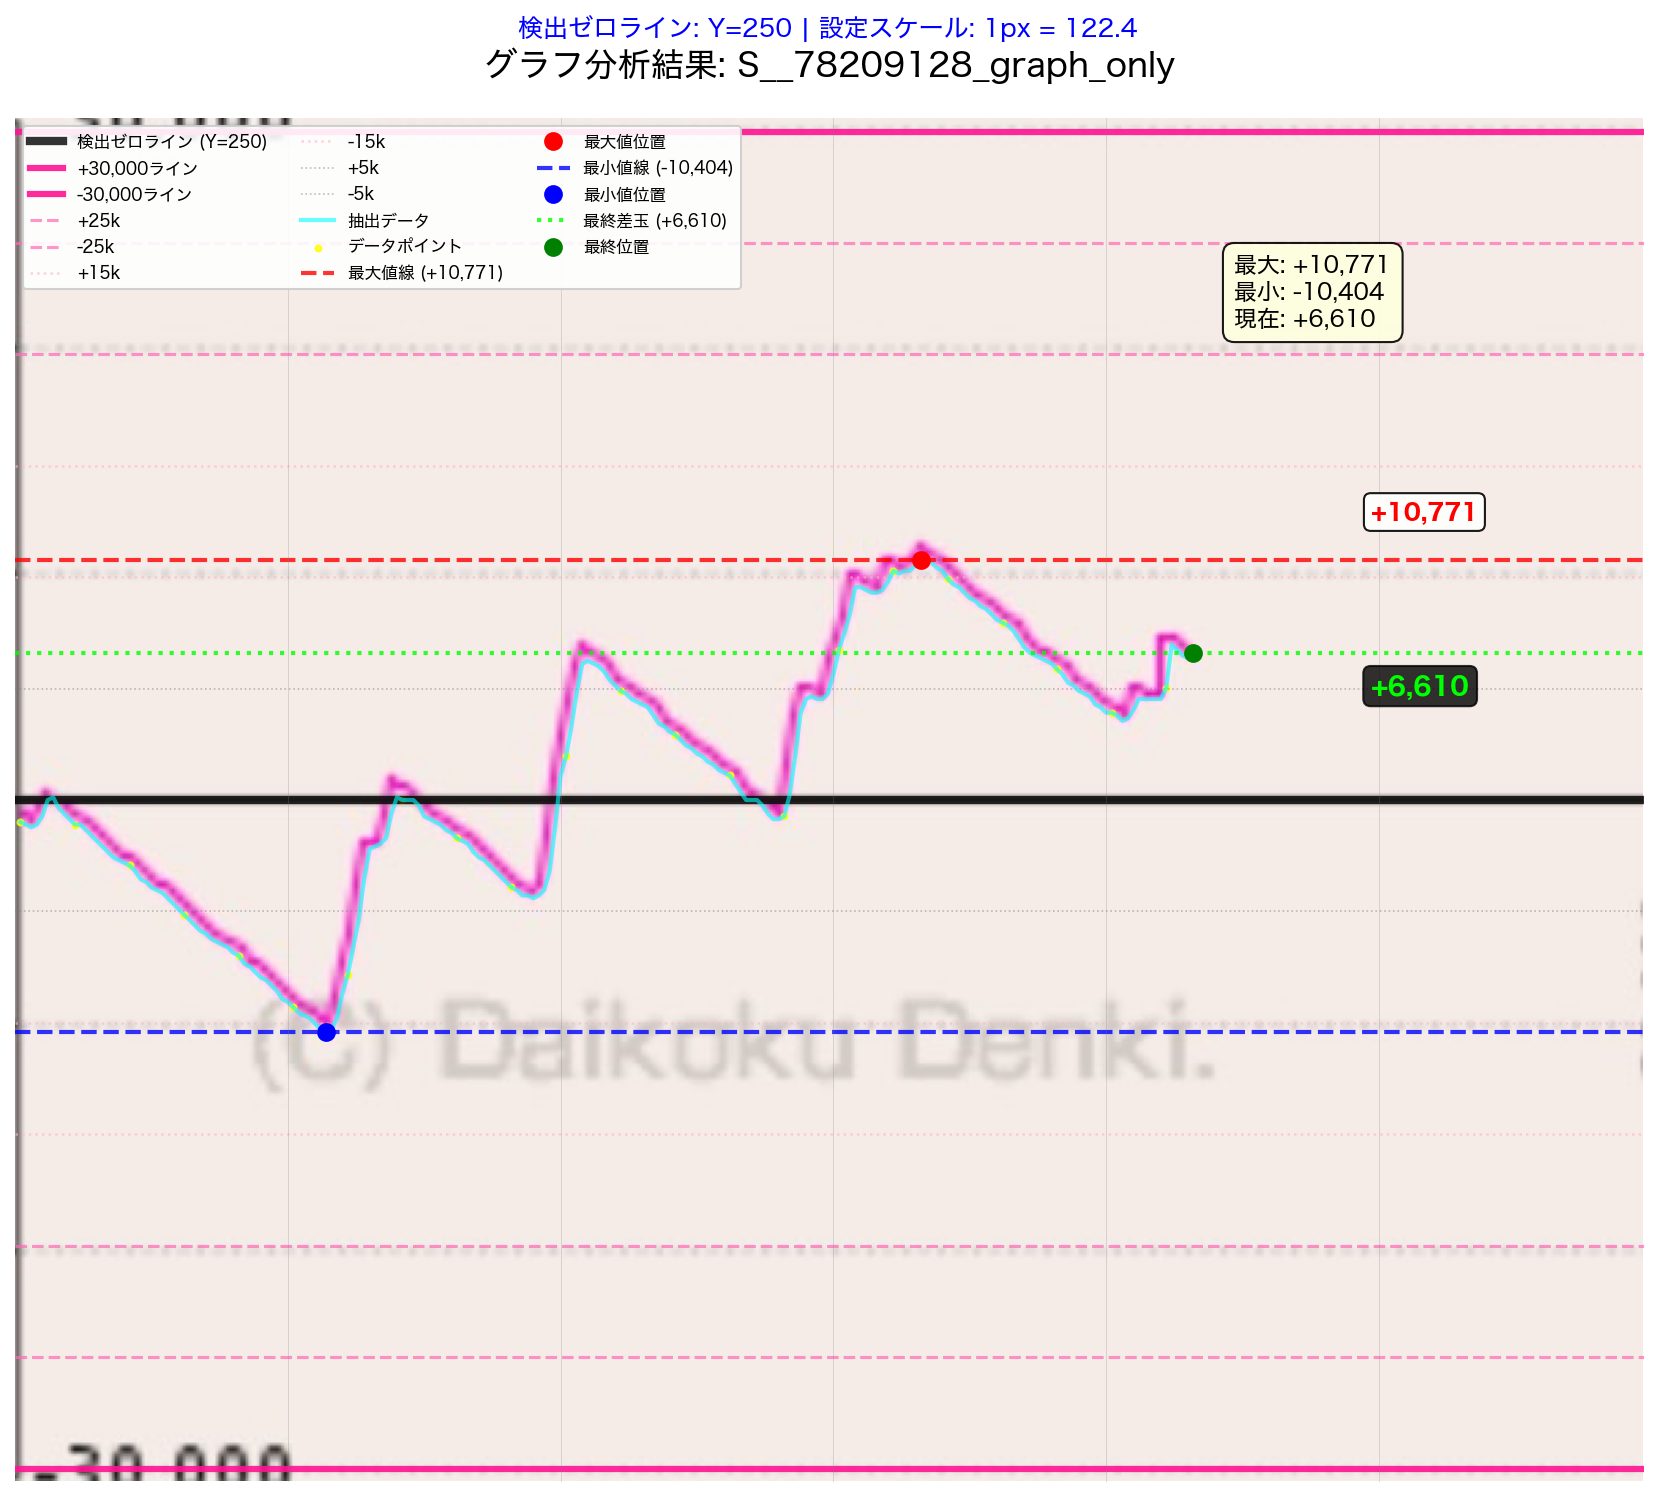 検出ゼロライン: Y=250 | 設定スケール: 1px = 122.4
グラフ分析結果: S__78209128_graph_only
検出ゼロライン (Y=250)
+30,000ライン
-30,000ライン
+25k
-25k
+15k
-15k
+5k
-5k
抽出データ
データポイント
最大値線 (+10,771)
最大値位置
最小値線 (-10,404)
最小値位置
最終差玉 (+6,610)
最終位置
最大: +10,771
最小: -10,404
現在: +6,610
+10,771
+6,610
(C) Daikoku Denki.
-30,000